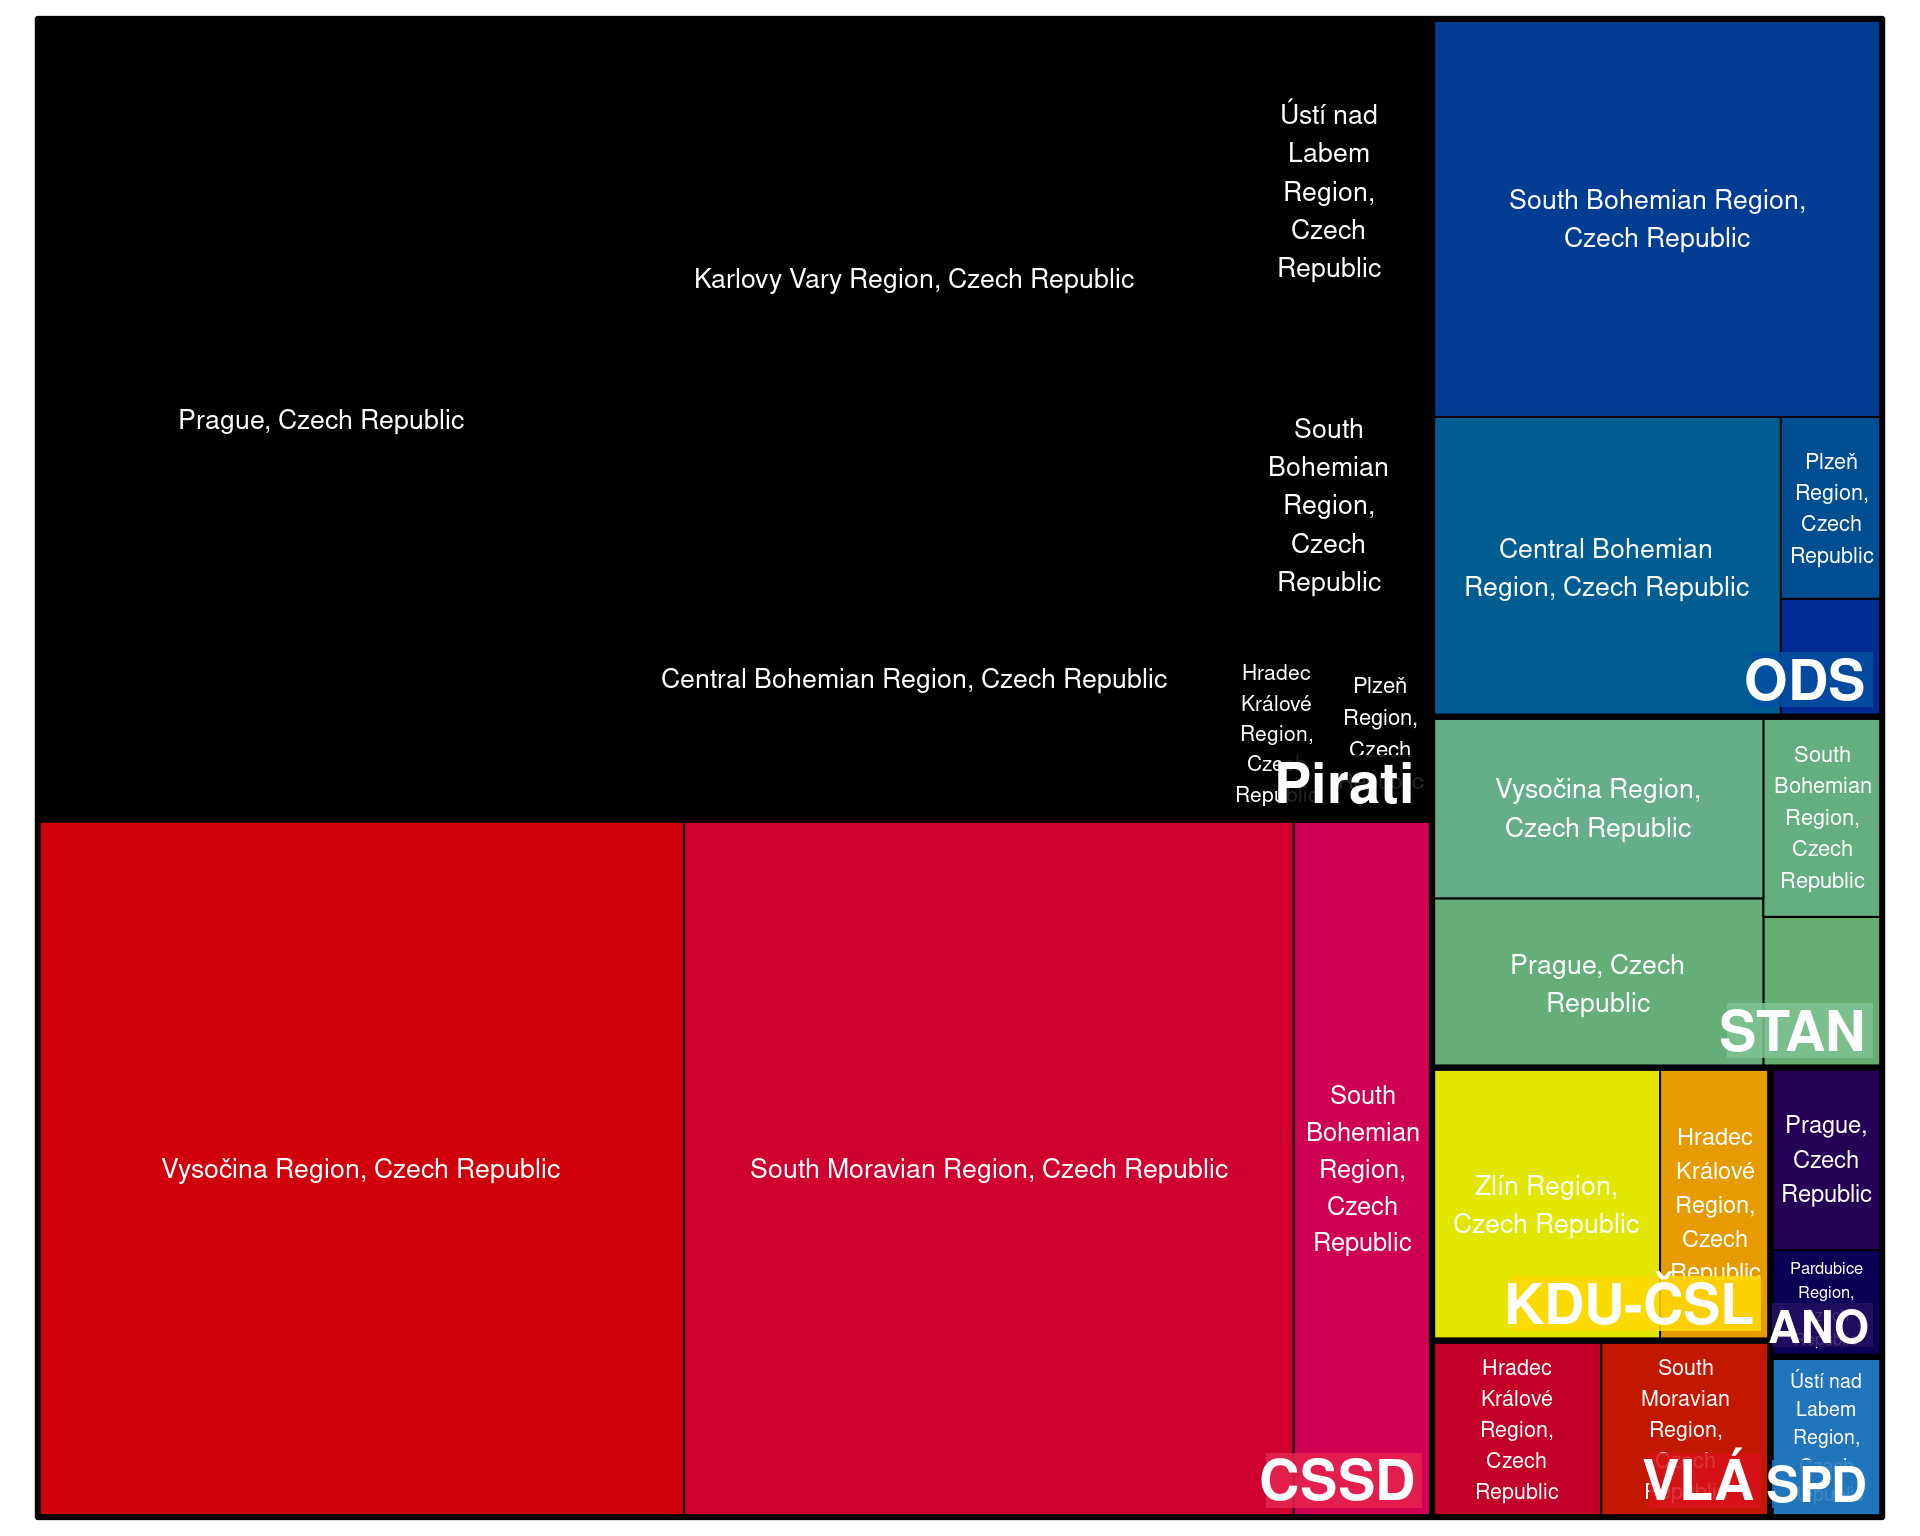 Prague, Czech Republic
Karlovy Vary Region, Czech Republic
Central Bohemian Region, Czech Republic
Ústí nad
Labem
Region,
Czech
Republic
South
Bohemian
Region,
Czech
Republic
Hradec
Králové
Region,
Czech
Republic
Plzeň
Region,
Czech
Pirati
Vysočina Region, Czech Republic
South Moravian Region, Czech Republic
South
Bohemian
Region,
Czech
Republic
CSSD
South Bohemian Region,
Czech Republic
Central Bohemian
Region, Czech Republic
Plzeň
Region,
Czech
Republic
ODS
Vysočina Region,
Czech Republic
South
Bohemian
Region,
Czech
Republic
Prague, Czech
Republic
STAN
Zlín Region,
Czech Republic
Hradec
Králové
Region,
Czech
Republic
KDU-ČSL
Prague,
Czech
Republic
Pardubice
Region,
ANO
Hradec
Králové
Region,
Czech
Republic
South
Moravian
Region,
Czech
VLÁ
Ústí nad
Labem
Region,
SPD